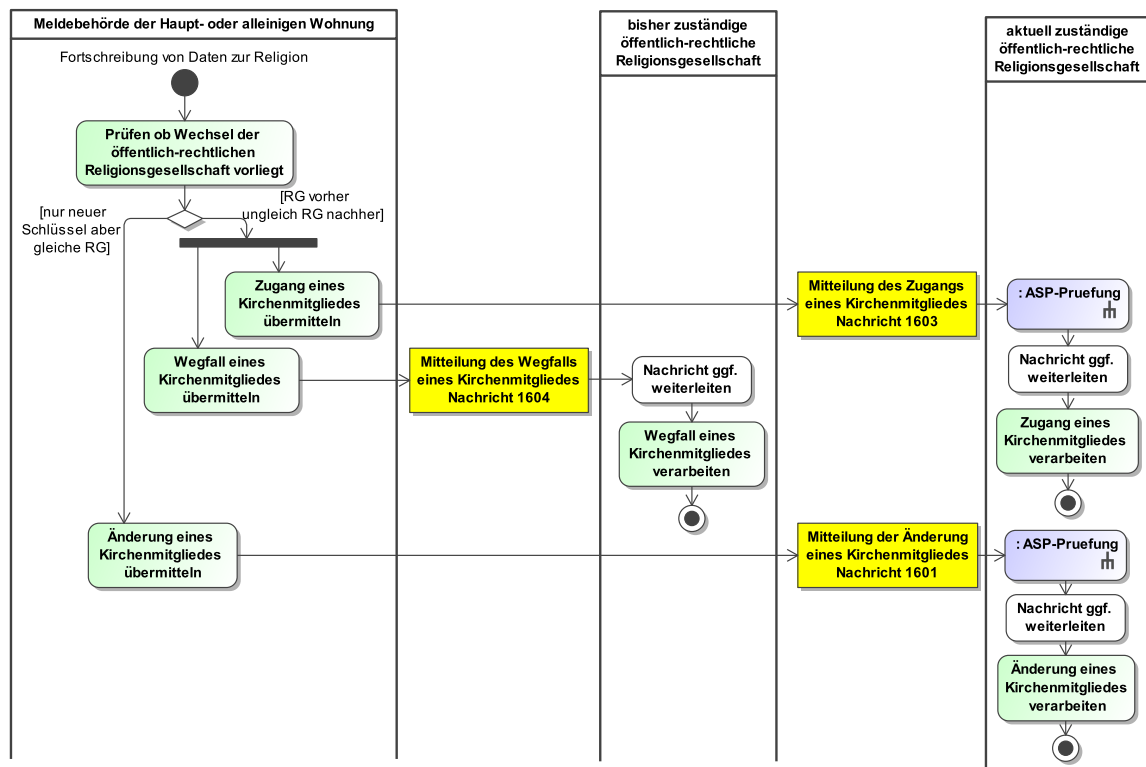 Meldebehörde der Haupt- oder alleinigen Wohnung
bisher zuständige
öffentlich-rechtliche
Religionsgesellschaft
aktuell zuständige
öffentlich-rechtliche
Religionsgesellschaft
Fortschreibung von Daten zur Religion
Prüfen ob Wechsel der
öffentlich-rechtlichen
Religionsgesellschaft vorliegt
[nur neuer
Schlüssel aber
gleiche RG]
[RG vorher
ungleich RG nachher]
Zugang eines
Kirchenmitgliedes
übermitteln
Mitteilung des Zugangs
eines Kirchenmitgliedes
Nachricht 1603
: ASP-Pruefung
Nachricht ggf.
weiterleiten
Zugang eines
Kirchenmitgliedes
verarbeiten
Wegfall eines
Kirchenmitgliedes
übermitteln
Mitteilung des Wegfalls
eines Kirchenmitgliedes
Nachricht 1604
Nachricht ggf.
weiterleiten
Wegfall eines
Kirchenmitgliedes
verarbeiten
Änderung eines
Kirchenmitgliedes
übermitteln
Mitteilung der Änderung
eines Kirchenmitgliedes
Nachricht 1601
: ASP-Pruefung
Nachricht ggf.
weiterleiten
Änderung eines
Kirchenmitgliedes
verarbeiten